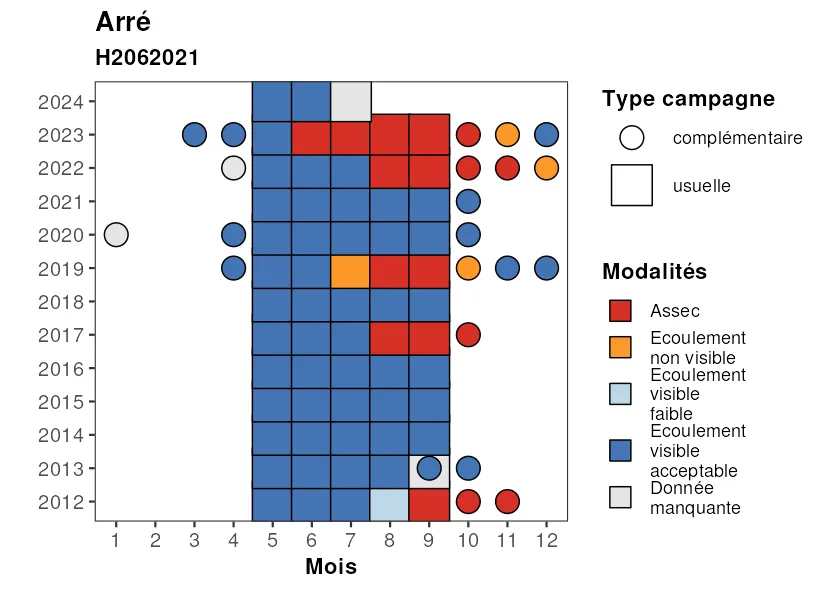 Arré
H2062021
2024
2023
2022
2021
2020
2019
2018
2017
2016
2015
2014
2013
2012
1 2 3 4 5 6 7 8 9 10 11 12
Mois
Type campagne
complémentaire
usuelle
Modalités
Assec
Ecoulement
non visible
Ecoulement
visible
faible
Ecoulement
visible
acceptable
Donnée
manquante